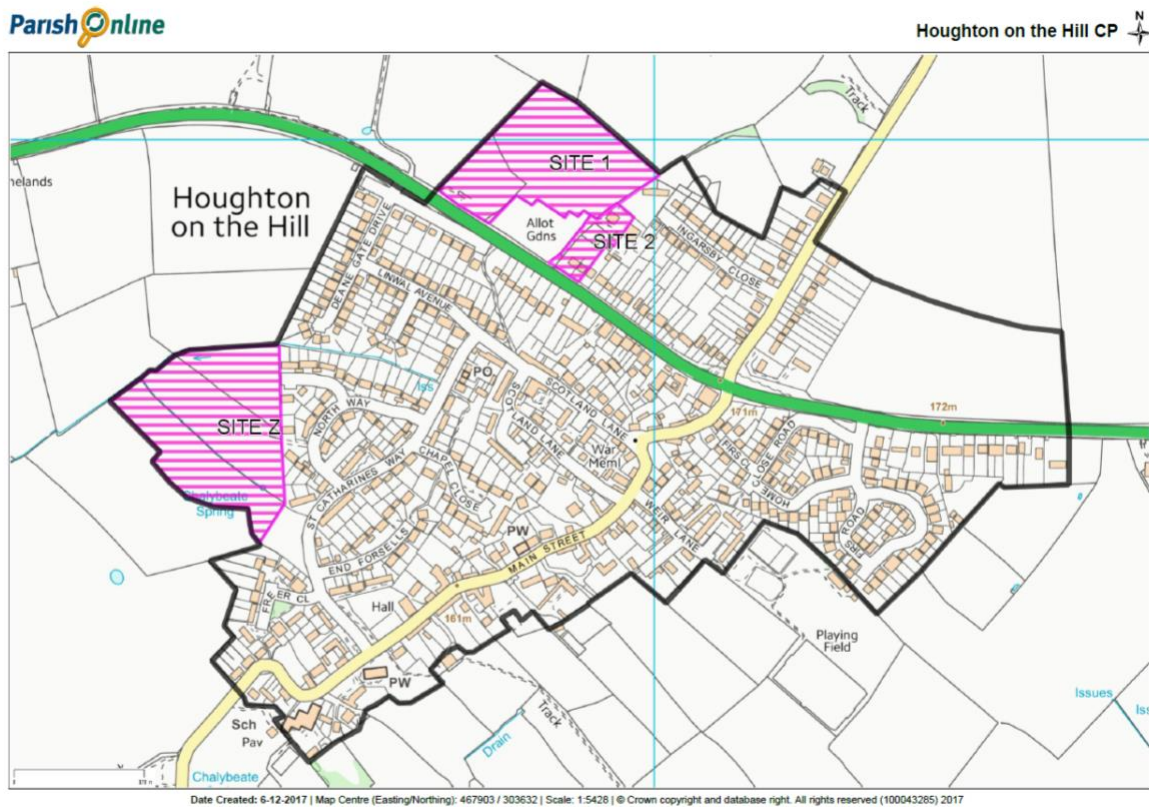 Parish Online
Houghton on the Hill CP
N
Track
SITE 1
nelands
Houghton
on the Hill
Allot
Gdns
SITE 2
INGARSBY CLOSE
DEANE GATE DRIVE
LINWAL AVENUE
PO
Iss
SCOTLAND LANE
SCOTLAND LANE
172m
171m
NORTH WAY
SITE Z
War
Meml
FIRS CL
HOME CLOSE ROAD
ST CATHARINES WAY
CHAPEL CLOSE
Chalybeate
Spring
PW
WEIR LANE
FIRS ROAD
MAIN STREET
END FORSELLS
FREER CL
Hall
161m
Playing
Field
PW
Issues
Iss
Sch
Pav
Track
Drain
Chalybeate
Date Created: 6-12-2017 | Map Centre (Easting/Northing): 467903 / 303632 | Scale: 1:5428 | © Crown copyright and database right. All rights reserved (100043285) 2017